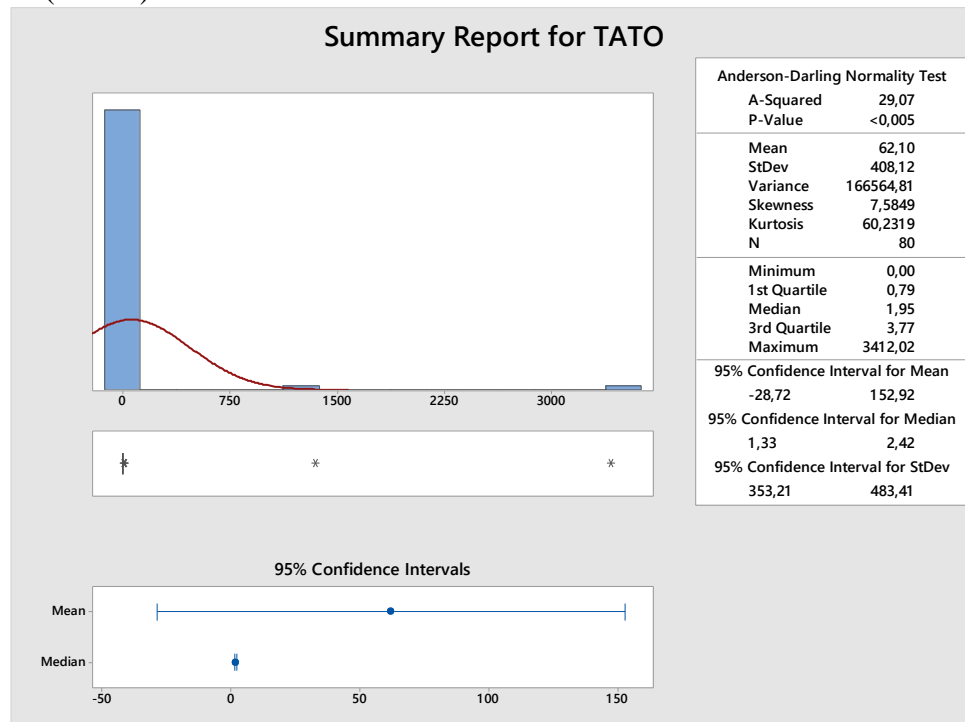 Summary Report for TATO
Anderson-Darling Normality Test
A-Squared 29,07
P-Value <0,005
Mean 62,10
StDev 408,12
Variance 166564,81
Skewness 7,5849
Kurtosis 60,2319
N 80
Minimum 0,00
1st Quartile 0,79
Median 1,95
3rd Quartile 3,77
Maximum 3412,02
95% Confidence Interval for Mean
-28,72 152,92
95% Confidence Interval for Median
1,33 2,42
95% Confidence Interval for StDev
353,21 483,41
0 750 1500 2250 3000
95% Confidence Intervals
Mean
Median
-50 0 50 100 150